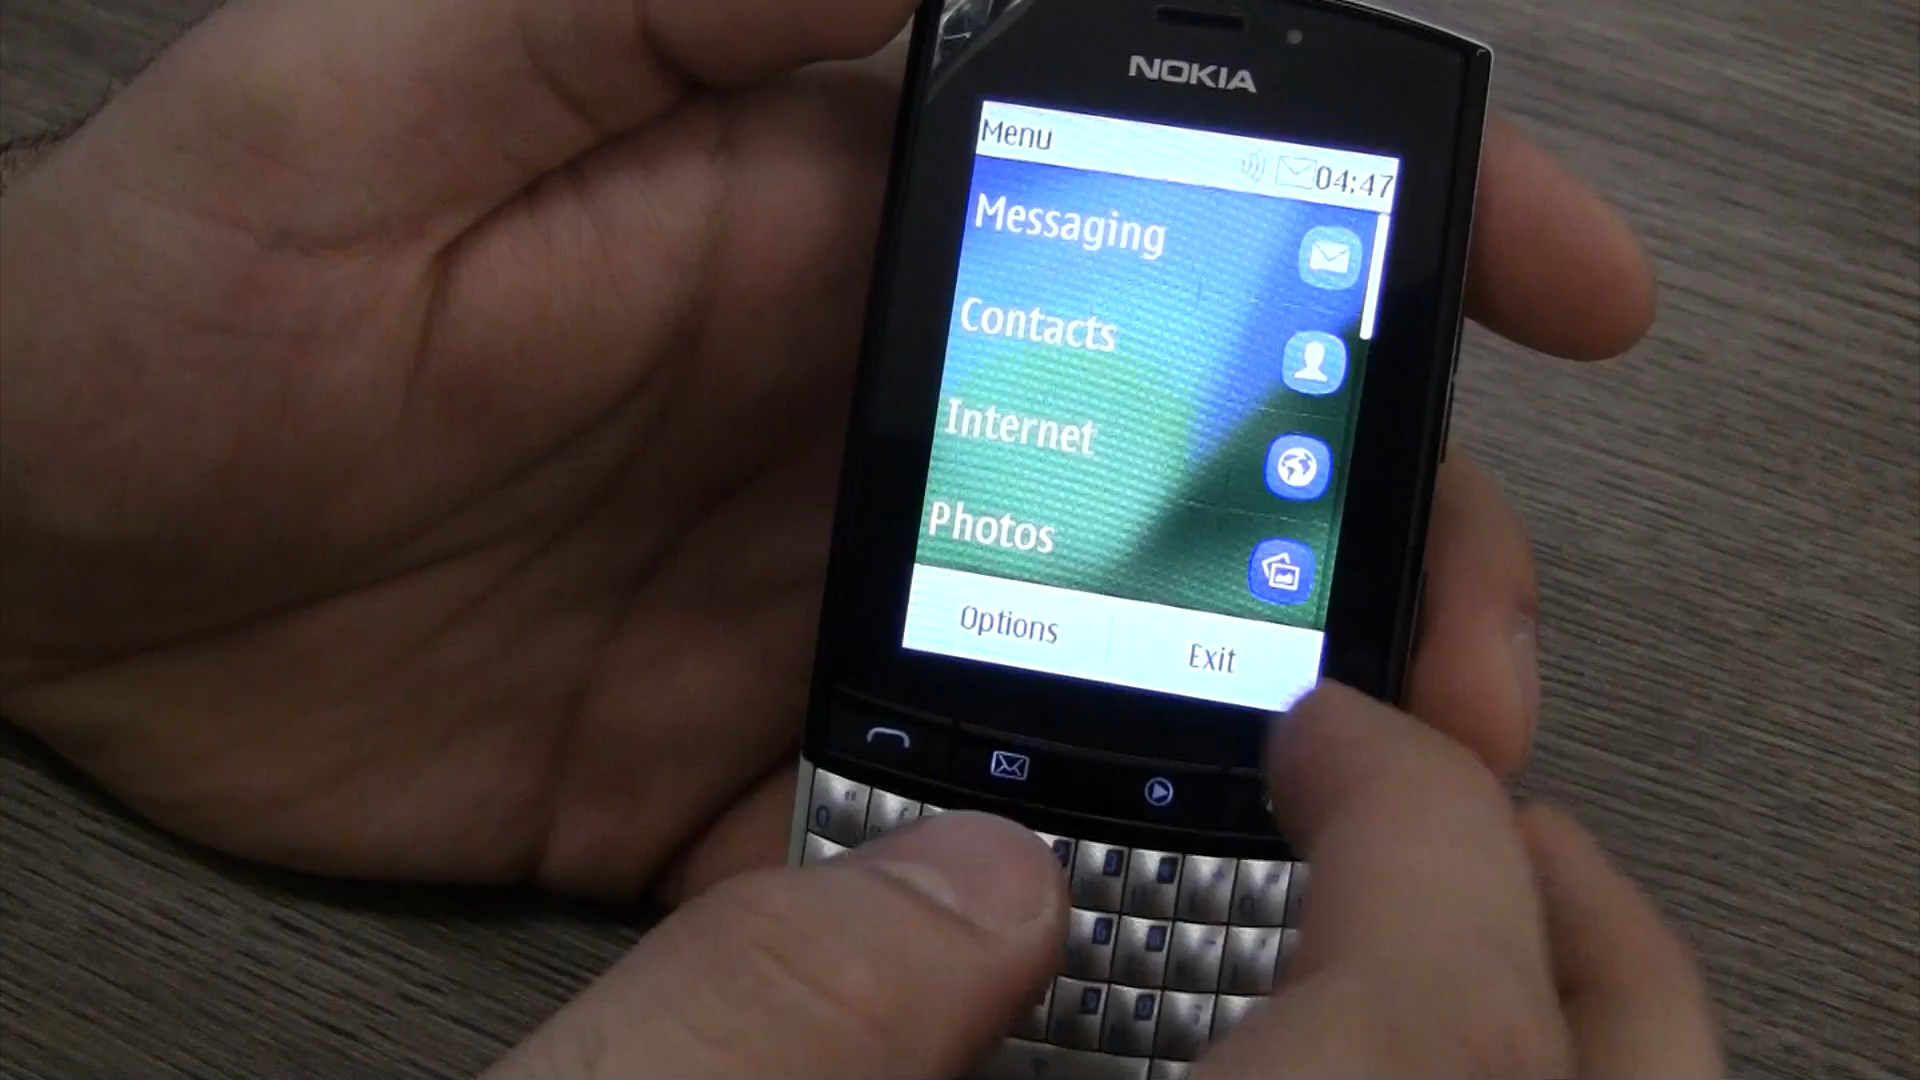 NOKIA
Menu
04:47
Messaging
Contacts
Internet
Photos
Options
Exit